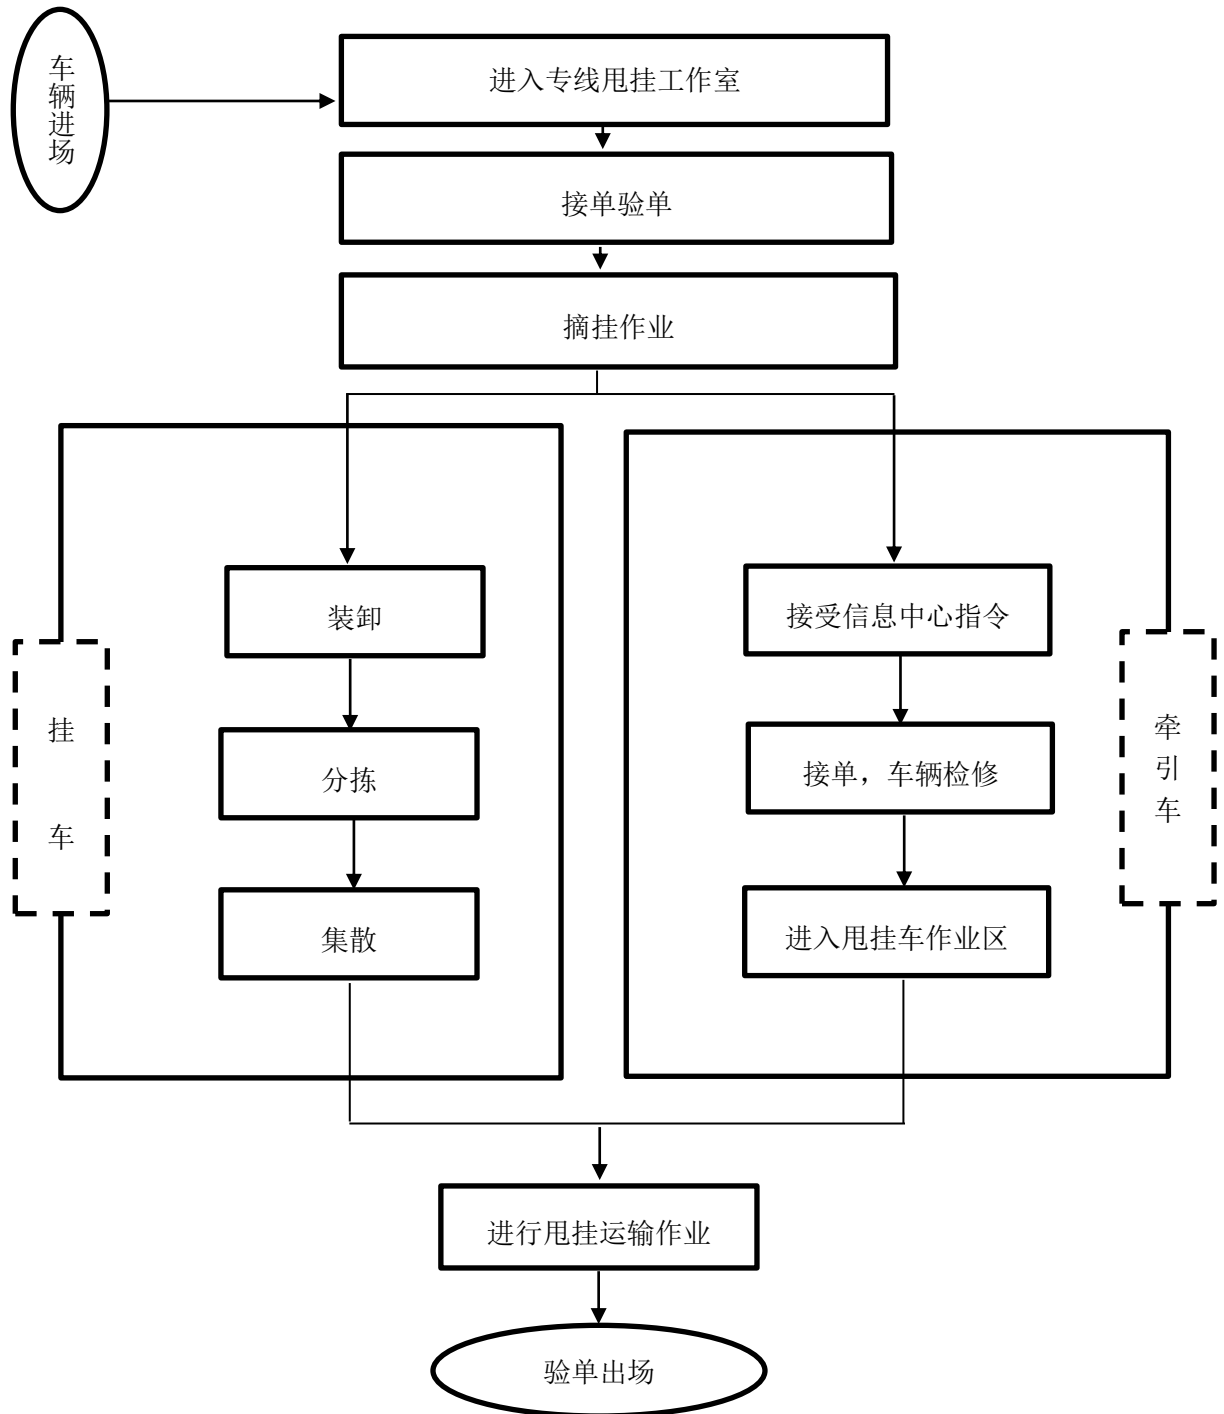 车辆进场
进入专线甩挂工作室
接单验单
摘挂作业
挂车
装卸
分拣
集散
接受信息中心指令
接单，车辆检修
进入甩挂车作业区
牵引车
进行甩挂运输作业
验单出场